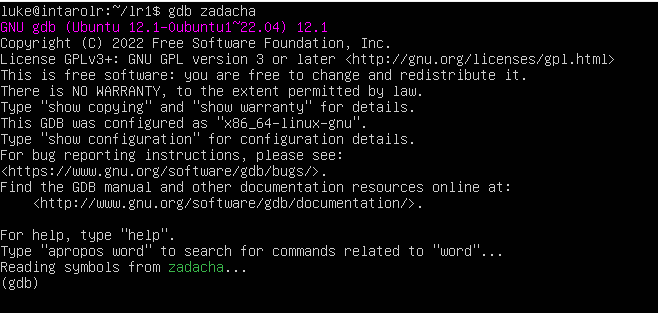 luke@intarolr:~/lr1$ gdb zadacha
GNU gdb (Ubuntu 12.1-0ubuntu1~22.04) 12.1
Copyright (C) 2022 Free Software Foundation, Inc.
License GPLv3+: GNU GPL version 3 or later <http://gnu.org/licenses/gpl.html>
This is free software: you are free to change and redistribute it.
There is NO WARRANTY, to the extent permitted by law.
Type "show copying" and "show warranty" for details.
This GDB was configured as "x86_64-linux-gnu".
Type "show configuration" for configuration details.
For bug reporting instructions, please see:
<https://www.gnu.org/software/gdb/bugs/>.
Find the GDB manual and other documentation resources online at:
    <http://www.gnu.org/software/gdb/documentation/>.

For help, type "help".
Type "apropos word" to search for commands related to "word"...
Reading symbols from zadacha...
(gdb)